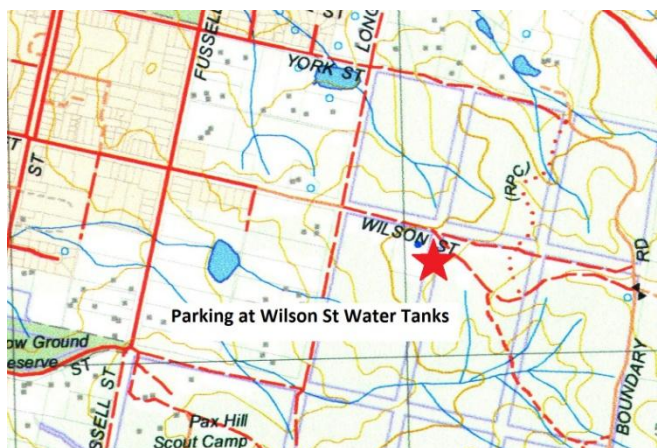 ST
FUSSELL
LONG
YORK ST
ST
(RPC)
WILSON ST
RD
Parking at Wilson St Water Tanks
ow Ground
eserve
ST
SSELL ST
Pax Hill
Scout Camp
BOUNDARY